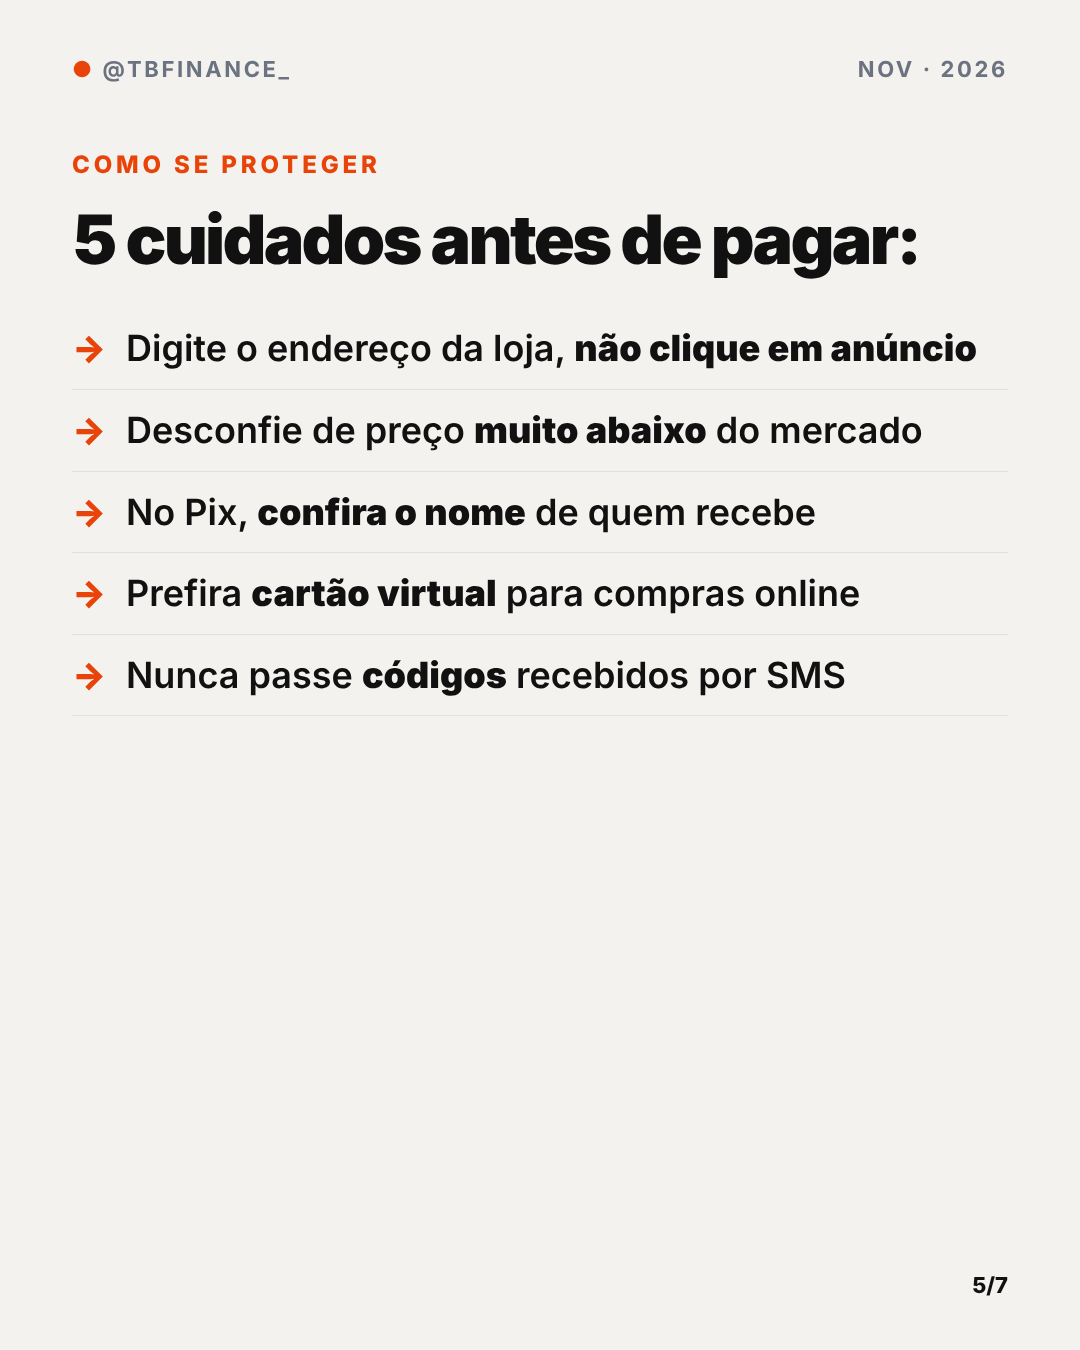 @TBFINANCE_
NOV · 2026
COMO SE PROTEGER
5 cuidados antes de pagar:
→ Digite o endereço da loja, não clique em anúncio
→ Desconfie de preço muito abaixo do mercado
→ No Pix, confira o nome de quem recebe
→ Prefira cartão virtual para compras online
→ Nunca passe códigos recebidos por SMS
5/7